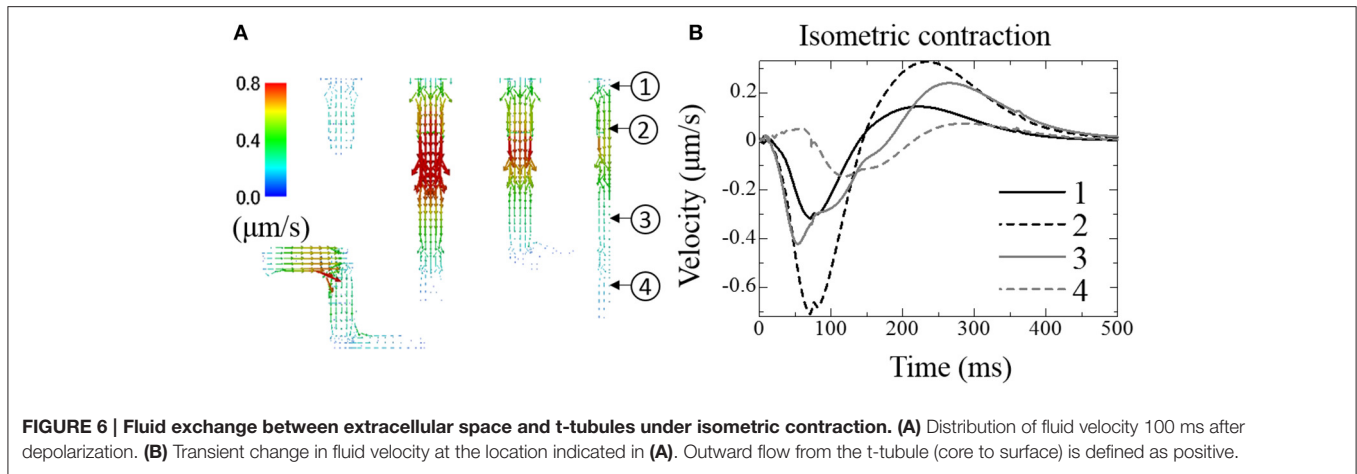 A
0.8
0.4
0.0
(μm/s)
①
②
③
④
B
Isometric contraction
Velocity (μm/s)
0.2
0
-0.2
-0.4
-0.6
1
2
3
4
0 100 200 300 400 500
Time (ms)
FIGURE 6 | Fluid exchange between extracellular space and t-tubules under isometric contraction. (A) Distribution of fluid velocity 100 ms after
depolarization. (B) Transient change in fluid velocity at the location indicated in (A). Outward flow from the t-tubule (core to surface) is defined as positive.